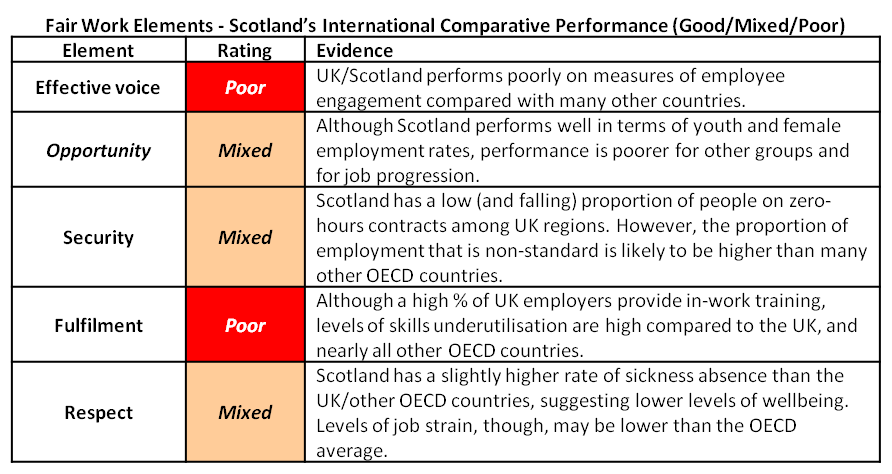 Fair Work Elements - Scotland's International Comparative Performance (Good/Mixed/Poor)
Element Rating Evidence
Effective voice Poor UK/Scotland performs poorly on measures of employee
engagement compared with many other countries.
Opportunity Mixed Although Scotland performs well in terms of youth and female
employment rates, performance is poorer for other groups and
for job progression.
Security Mixed Scotland has a low (and falling) proportion of people on zero-
hours contracts among UK regions. However, the proportion of
employment that is non-standard is likely to be higher than many
other OECD countries.
Fulfilment Poor Although a high % of UK employers provide in-work training,
levels of skills underutilisation are high compared to the UK, and
nearly all other OECD countries.
Respect Mixed Scotland has a slightly higher rate of sickness absence than the
UK/other OECD countries, suggesting lower levels of wellbeing.
Levels of job strain, though, may be lower than the OECD
average.